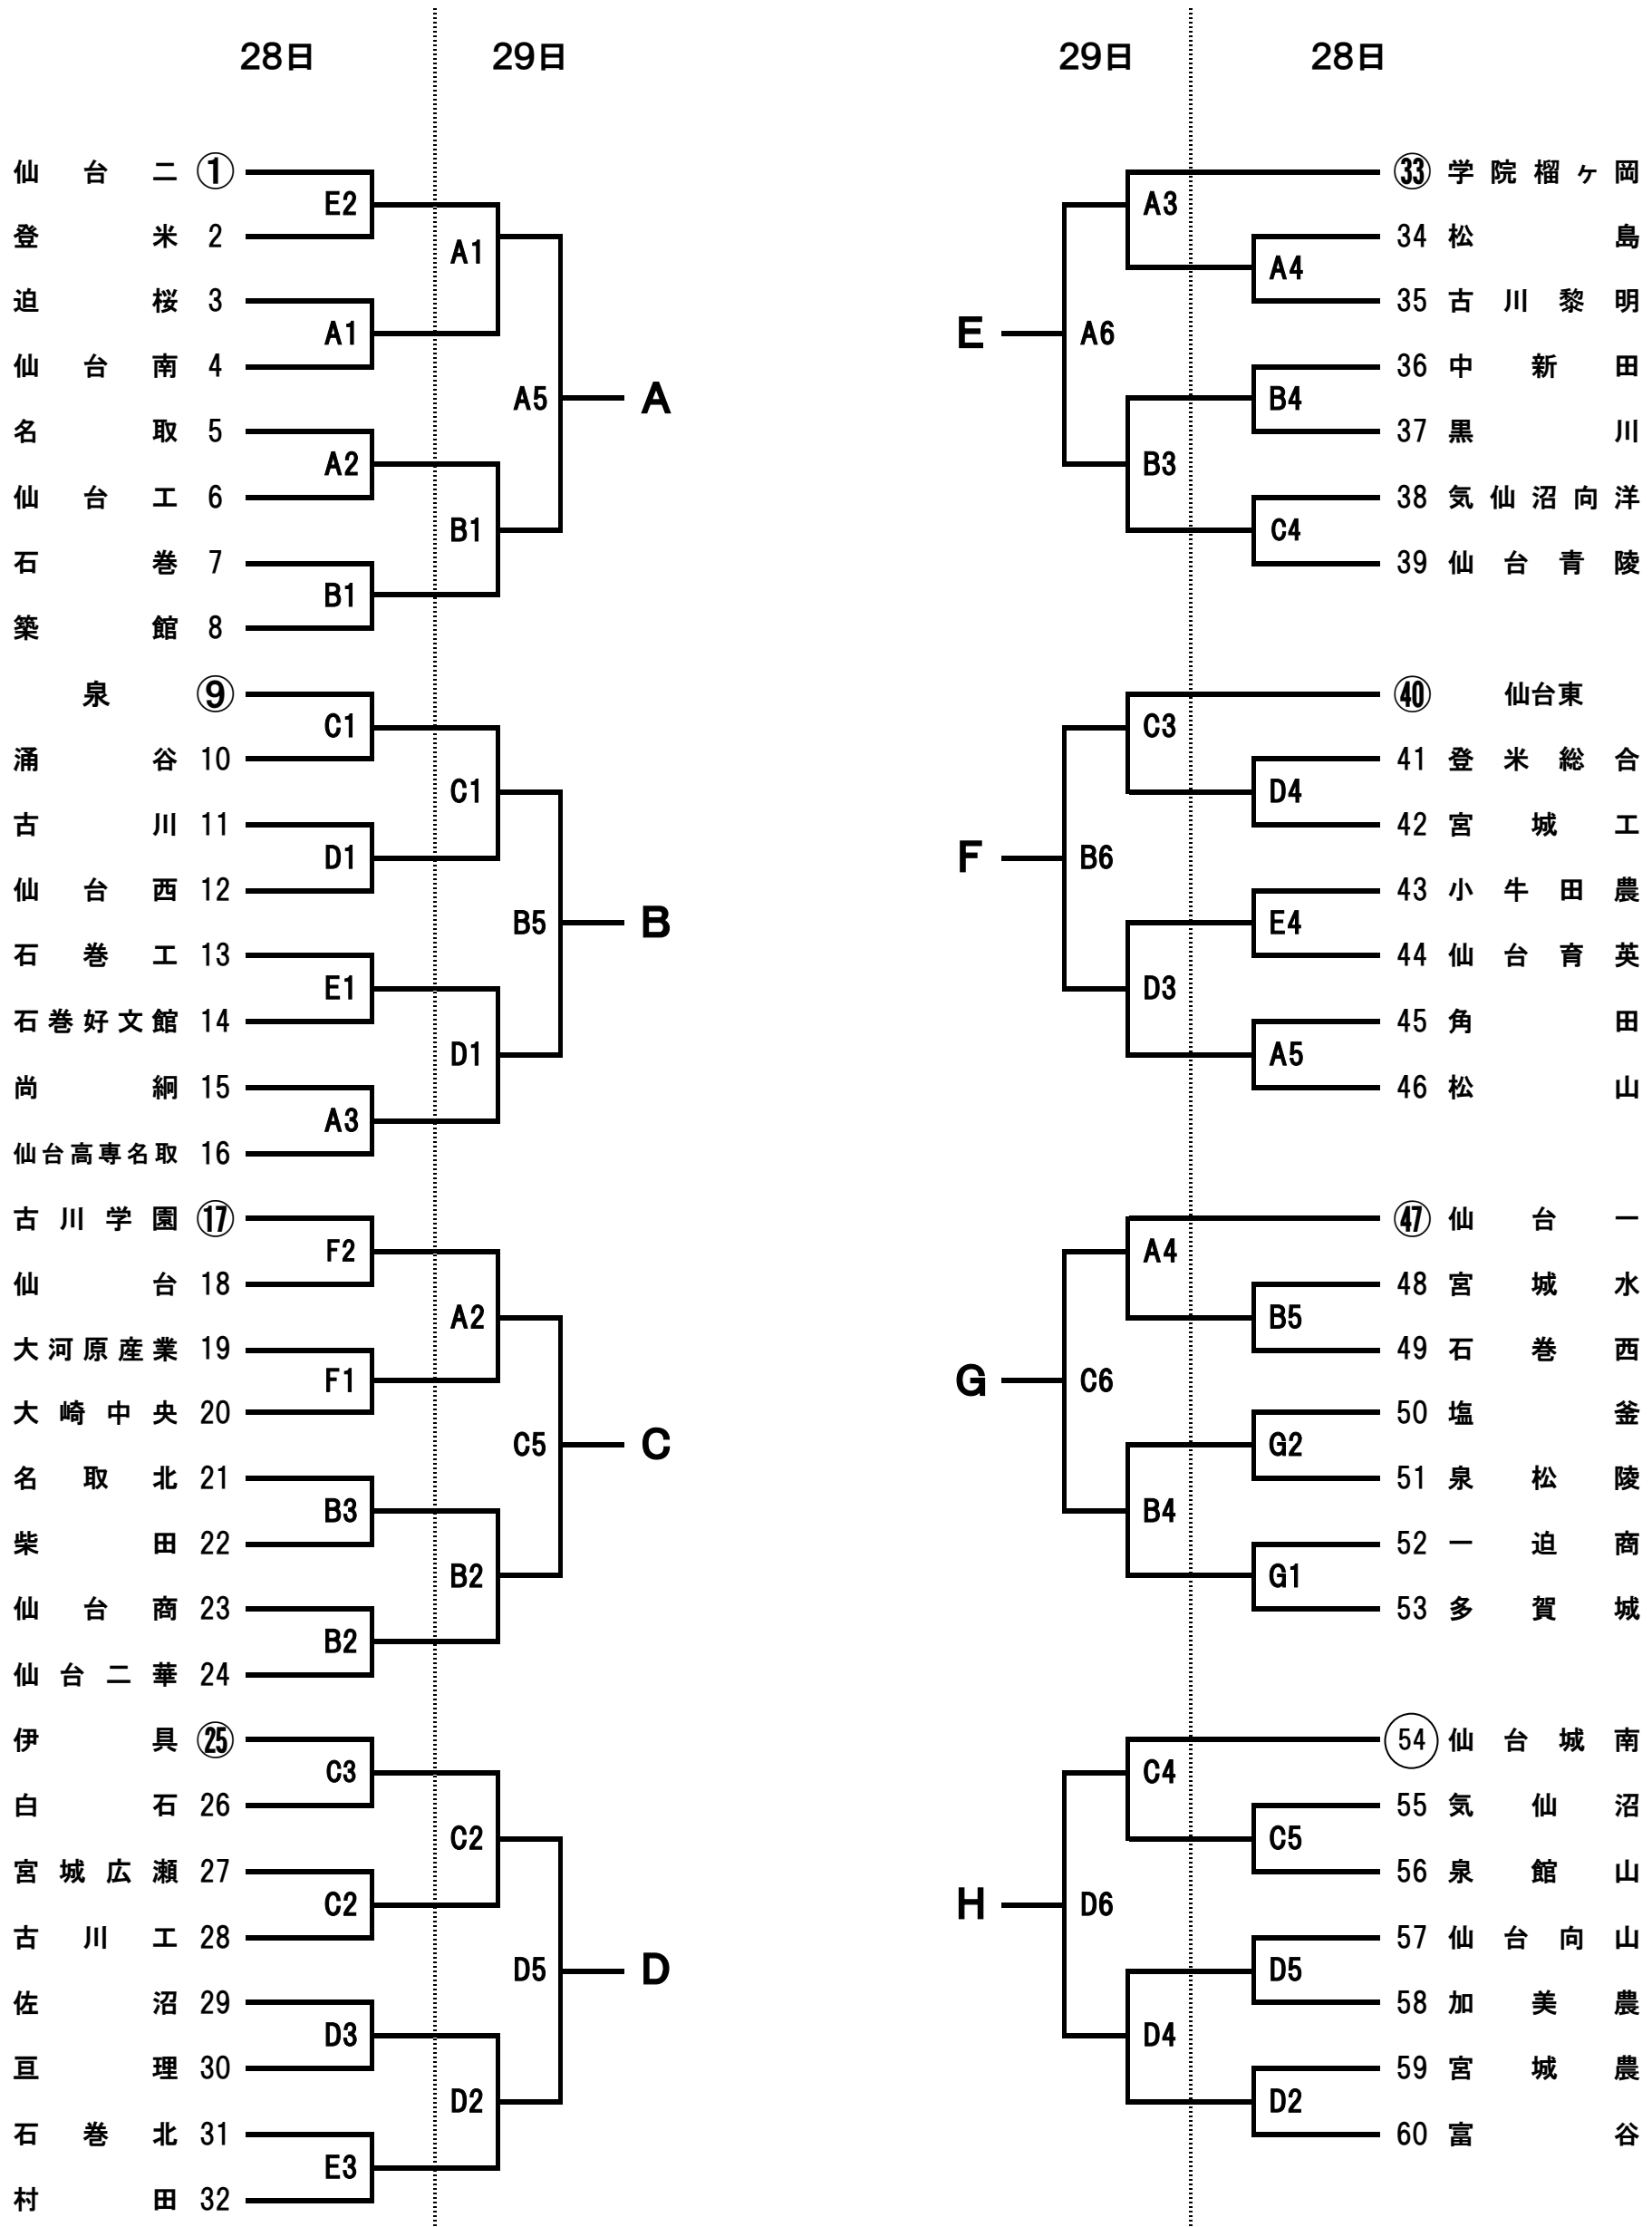 28日 29日 29日 28日
仙台二 1 33 学院榴ヶ岡
E2 A3
登米 2 34 松島
A1 A4
迫桜 3 35 古川黎明
A1 E A6
仙台南 4 36 中新田
A5 A B4
名取 5 37 黒川
A2 B3
仙台工 6 38 気仙沼向洋
B1 C4
石巻 7 39 仙台青陵
B1
築館 8
泉 9 40 仙台東
C1 C3
涌谷 10 41 登米総合
C1 D4
古川 11 42 宮城工
D1 F B6
仙台西 12 43 小牛田農
B5 B E4
石巻工 13 44 仙台育英
E1 D3
石巻好文館 14 45 角田
D1 A5
尚絅 15 46 松山
A3
仙台高専名取 16
古川学園 17 47 仙台一
F2 A4
仙台 18 48 宮城水
A2 B5
大河原産業 19 49 石巻西
F1 G C6
大崎中央 20 50 塩釜
C5 C G2
名取北 21 51 泉松陵
B3 B4
柴田 22 52 一迫商
B2 G1
仙台商 23 53 多賀城
B2
仙台二華 24
伊具 25 54 仙台城南
C3 C4
白石 26 55 気仙沼
C2 C5
宮城広瀬 27 56 泉館山
C2 H D6
古川工 28 57 仙台向山
D5 D D5
佐沼 29 58 加美農
D3 D4
亘理 30 59 宮城農
D2 D2
石巻北 31 60 富谷
E3
村田 32